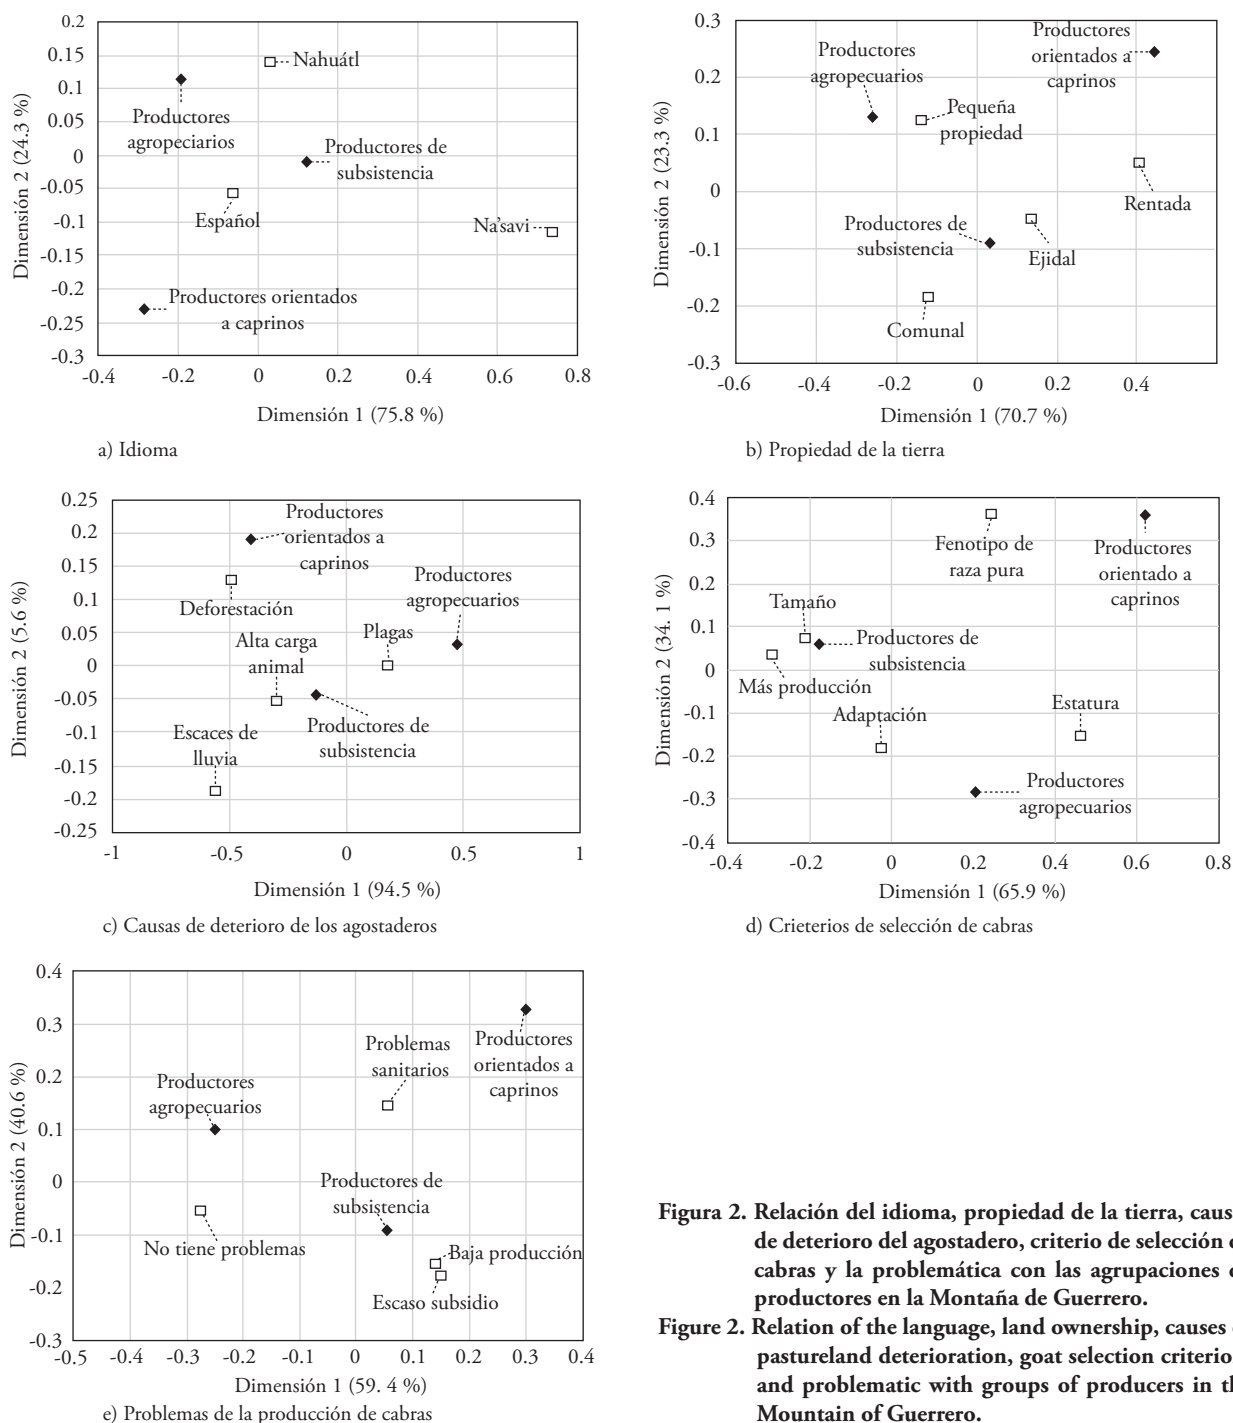 0.2
0.15
0.1
0.05
0
-0.05
-0.1
-0.15
-0.2
-0.25
-0.3
Dimensión 2 (24.3 %)
Nahuátl
Productores
agropeciarios
Productores de
subsistencia
Español
Na'savi
Productores orientados
a caprinos
-0.4 -0.2 0 0.2 0.4 0.6 0.8
Dimensión 1 (75.8 %)
a) Idioma
0.3
0.2
0.1
0
-0.1
-0.2
-0.3
Dimensión 2 (23.3 %)
Productores
orientados a
caprinos
Productores
agropecuarios
Pequeña
propiedad
Rentada
Productores de
subsistencia
Ejidal
Comunal
-0.6 -0.4 -0.2 0 0.2 0.4
Dimensión 1 (70.7 %)
b) Propiedad de la tierra
0.25
0.2
0.15
0.1
0.05
0
-0.05
-0.1
-0.15
-0.2
-0.25
Dimensión 2 (5.6 %)
Productores
orientados a
caprinos
Productores
agropecuarios
Deforestación
Plagas
Alta carga
animal
Productores de
subsistencia
Escaces de
lluvia
-1 -0.5 0 0.5 1
Dimensión 1 (94.5 %)
c) Causas de deterioro de los agostaderos
0.4
0.3
0.2
0.1
0
-0.1
-0.2
-0.3
-0.4
Dimensión 2 (34. 1 %)
Fenotipo de
raza pura
Productores
orientado a
caprinos
Tamaño
Productores de
subsistencia
Más producción
Adaptación
Estatura
Productores
agropecuarios
-0.4 -0.2 0 0.2 0.4 0.6 0.8
Dimensión 1 (65.9 %)
d) Crieterios de selección de cabras
0.4
0.3
0.2
0.1
0
-0.1
-0.2
-0.3
Dimensión 2 (40.6 %)
Problemas
sanitarios
Productores
orientados a
caprinos
Productores
agropecuarios
Productores de
subsistencia
No tiene problemas
Baja producción
Escaso subsidio
-0.5 -0.4 -0.3 -0.2 -0.1 0 0.1 0.2 0.3 0.4
Dimensión 1 (59. 4 %)
e) Problemas de la producción de cabras
Figura 2. Relación del idioma, propiedad de la tierra, caus
de deterioro del agostadero, criterio de selección
cabras y la problemática con las agrupaciones
productores en la Montaña de Guerrero.
Figure 2. Relation of the language, land ownership, causes
pastureland deterioration, goat selection criterio
and problematic with groups of producers in th
Mountain of Guerrero.